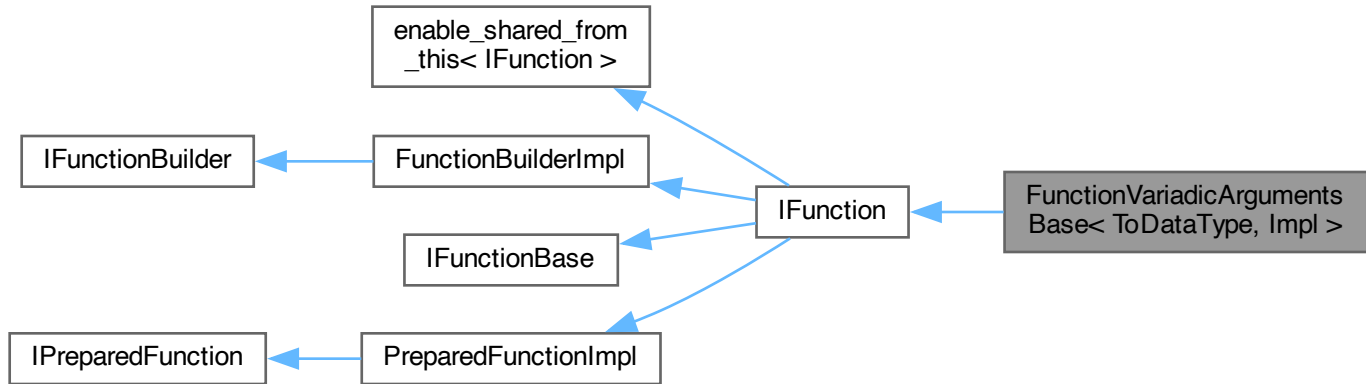 enable_shared_from
_this< IFunction >
IFunctionBuilder
FunctionBuilderImpl
IFunction
FunctionVariadicArguments
Base< ToDataType, Impl >
IFunctionBase
IPreparedFunction
PreparedFunctionImpl